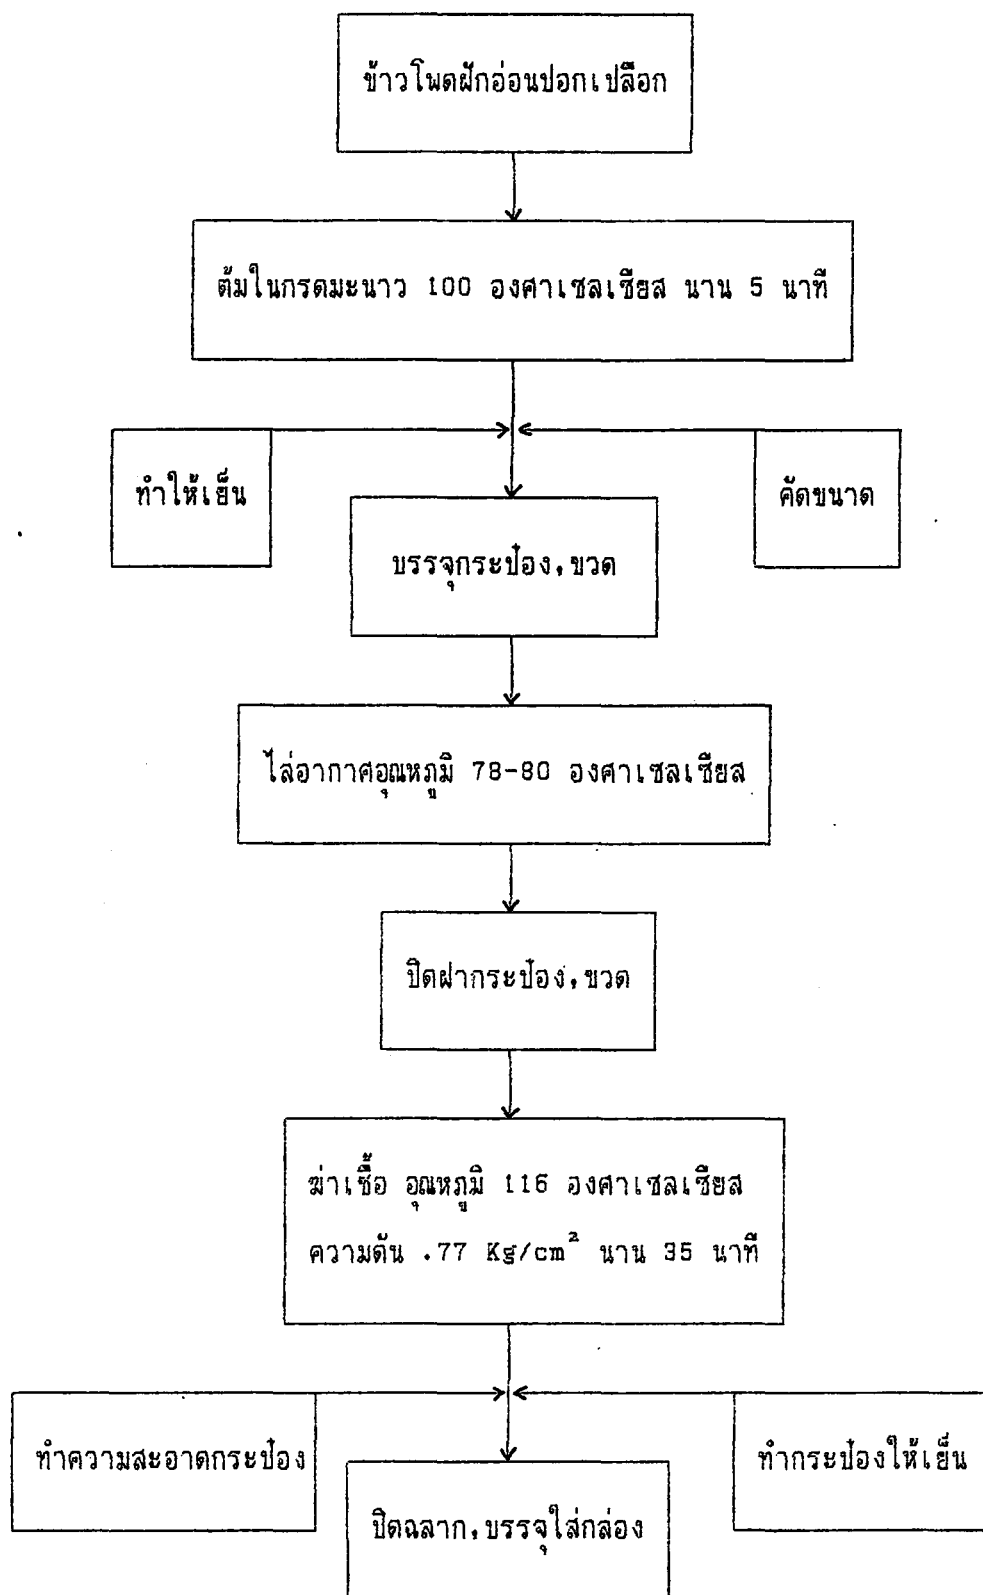 ข้าวโพดฝักอ่อนปอกเปลือก
ต้มในกรดมะนาว 100 องศาเซลเซียส นาน 5 นาที
ทำให้เย็น
คัดขนาด
บรรจุกระป๋อง,ขวด
ไล่อากาศอุณหภูมิ 78-80 องศาเซลเซียส
ปิดฝากระป๋อง,ขวด
ฆ่าเชื้อ อุณหภูมิ 116 องศาเซลเซียส
ความดัน .77 Kg/cm² นาน 35 นาที
ทำความสะอาดกระป๋อง
ทำกระป๋องให้เย็น
ปิดฉลาก,บรรจุใส่กล่อง